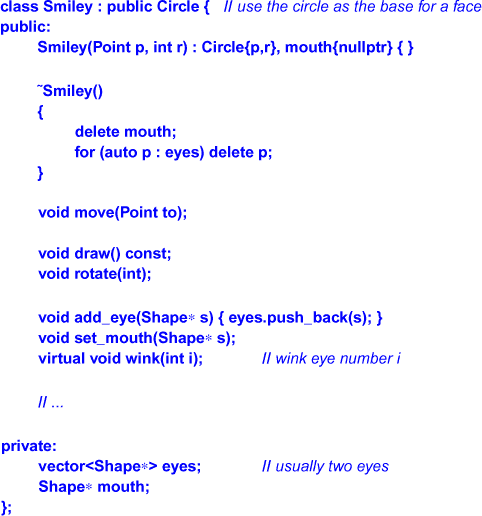 class Smiley : public Circle { // use the circle as the base for a face
public:
Smiley(Point p, int r) : Circle{p,r}, mouth{nullptr} { }
~Smiley()
{
delete mouth;
for (auto p : eyes) delete p;
}
void move(Point to);
void draw() const;
void rotate(int);
void add_eye(Shape∗ s) { eyes.push_back(s); }
void set_mouth(Shape∗ s);
virtual void wink(int i); // wink eye number i
// ...
private:
vector<Shape∗> eyes; // usually two eyes
Shape∗ mouth;
};